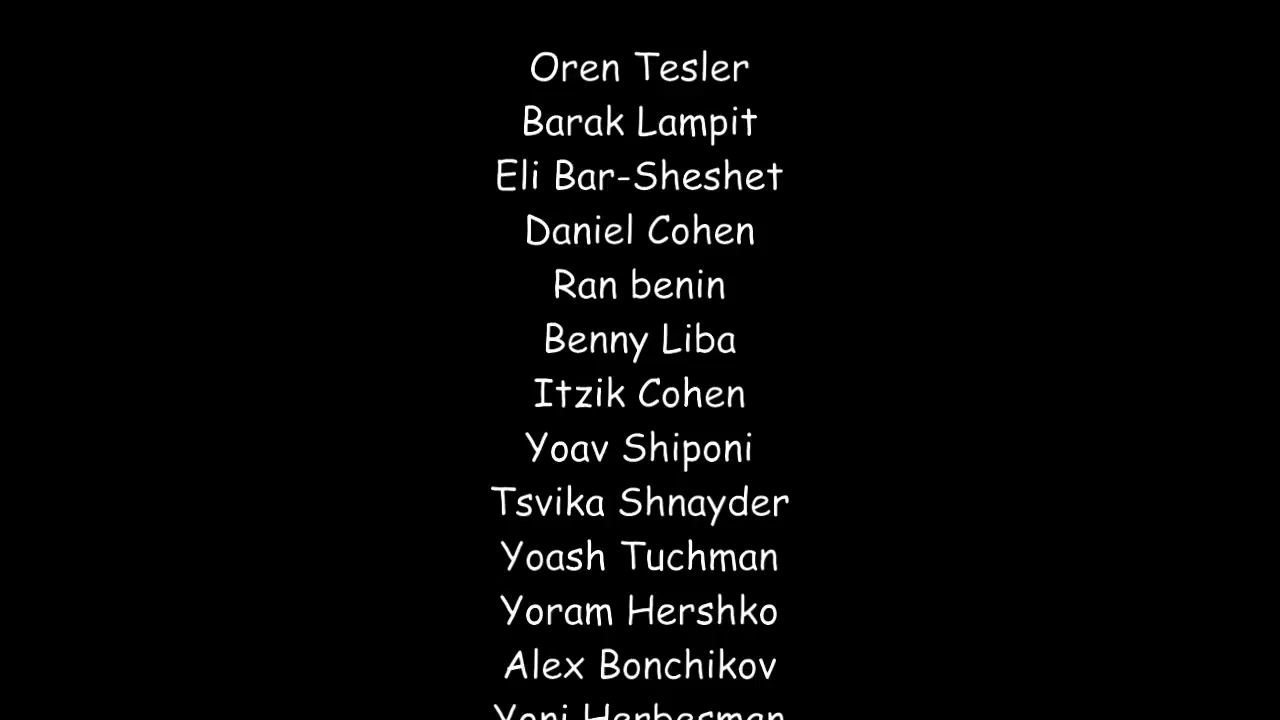 Oren Tesler
Barak Lampit
Eli Bar-Sheshet
Daniel Cohen
Ran benin
Benny Liba
Itzik Cohen
Yoav Shiponi
Tsvika Shnayder
Yoash Tuchman
Yoram Hershko
Alex Bonchikov
Yoni